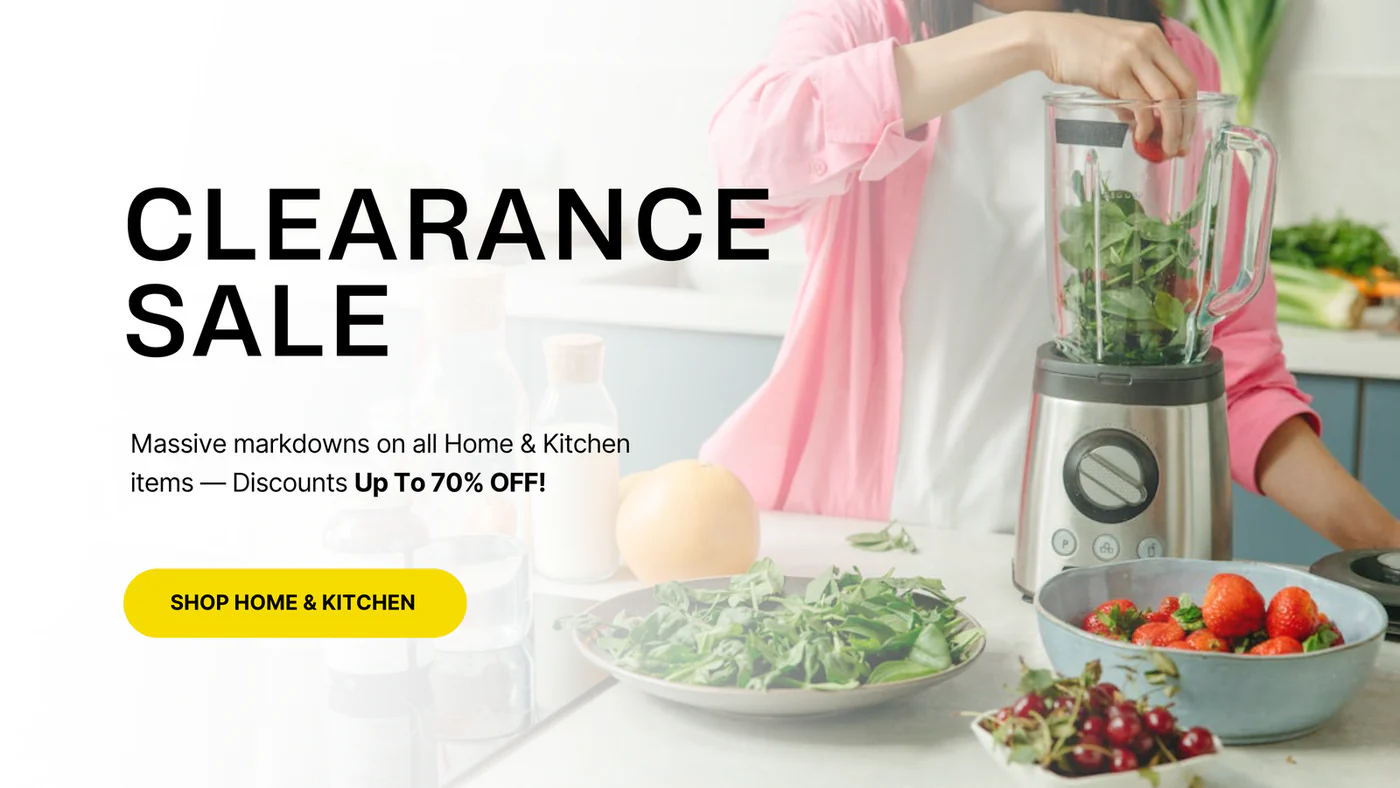 CLEARANCE
SALE
Massive markdowns on all Home & Kitchen
items — Discounts Up To 70% OFF!
SHOP HOME & KITCHEN
P